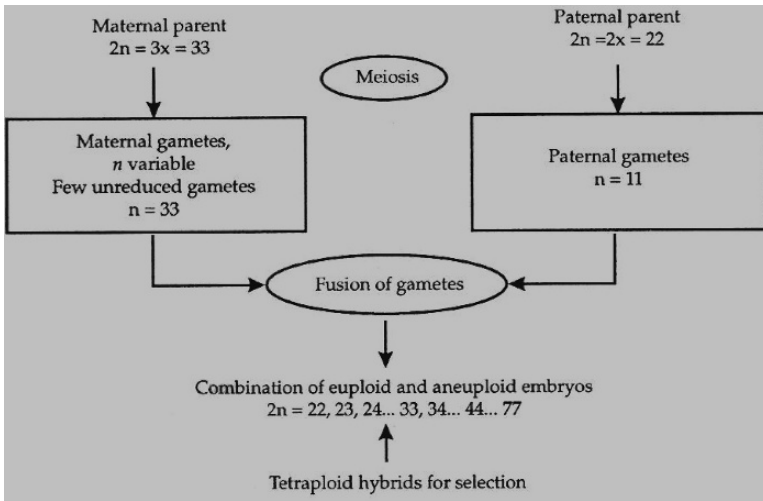 Maternal parent
2n = 3x = 33
Paternal parent
2n =2x = 22
Meiosis
Maternal gametes,
n variable
Few unreduced gametes
n = 33
Paternal gametes
n = 11
Fusion of gametes
Combination of euploid and aneuploid embryos
2n = 22, 23, 24... 33, 34... 44... 77
Tetraploid hybrids for selection